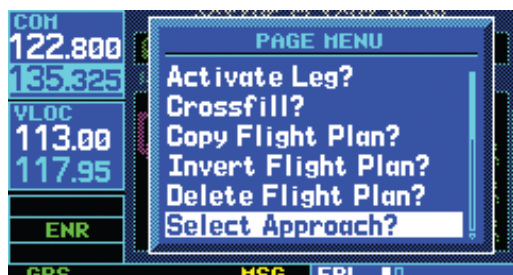 COM
122.800
135.325
VLOC
113.00
117.95
ENR
PAGE MENU
Activate Leg?
Crossfill?
Copy Flight Plan?
Invert Flight Plan?
Delete Flight Plan?
Select Approach?
GPS
MSG
FPL